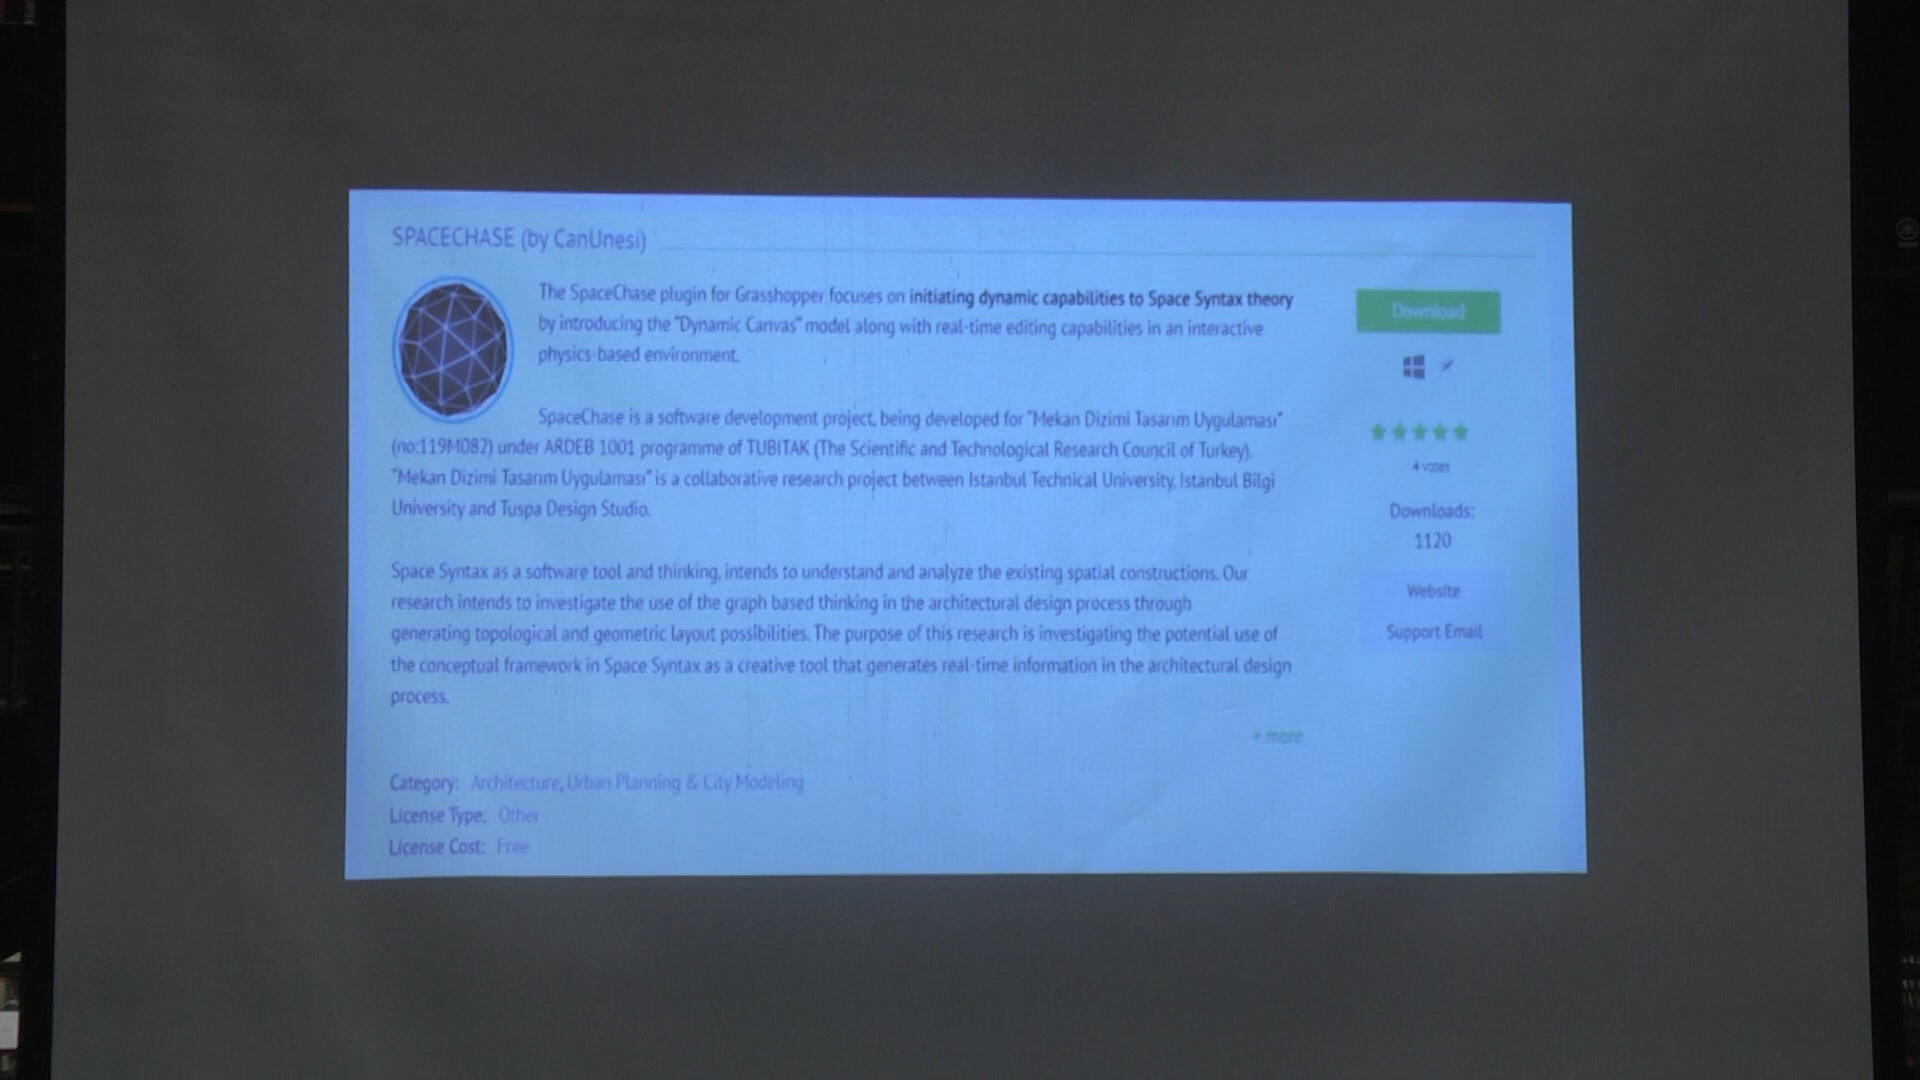 SPACECHASE (by CanUnesi)
The SpaceChase plugin for Grasshopper focuses on initiating dynamic capabilities to Space Syntax theory
by introducing the "Dynamic Canvas" model along with real-time editing capabilities in an interactive
physics-based environment.
SpaceChase is a software development project, being developed for "Mekan Dizimi Tasarım Uygulaması"
(no:119M082) under ARDEB 1001 programme of TUBITAK (The Scientific and Technological Research Council of Turkey).
"Mekan Dizimi Tasarım Uygulaması" is a collaborative research project between Istanbul Technical University, Istanbul Bilgi
University and Tuspa Design Studio.
Space Syntax as a software tool and thinking, intends to understand and analyze the existing spatial constructions. Our
research intends to investigate the use of the graph based thinking in the architectural design process through
generating topological and geometric layout possibilities. The purpose of this research is investigating the potential use of
the conceptual framework in Space Syntax as a creative tool that generates real-time information in the architectural design
process.
+ more
Category: Architecture, Urban Planning & City Modeling
License Type: Other
License Cost: Free
Download
4 votes
Downloads:
1120
Website
Support Email